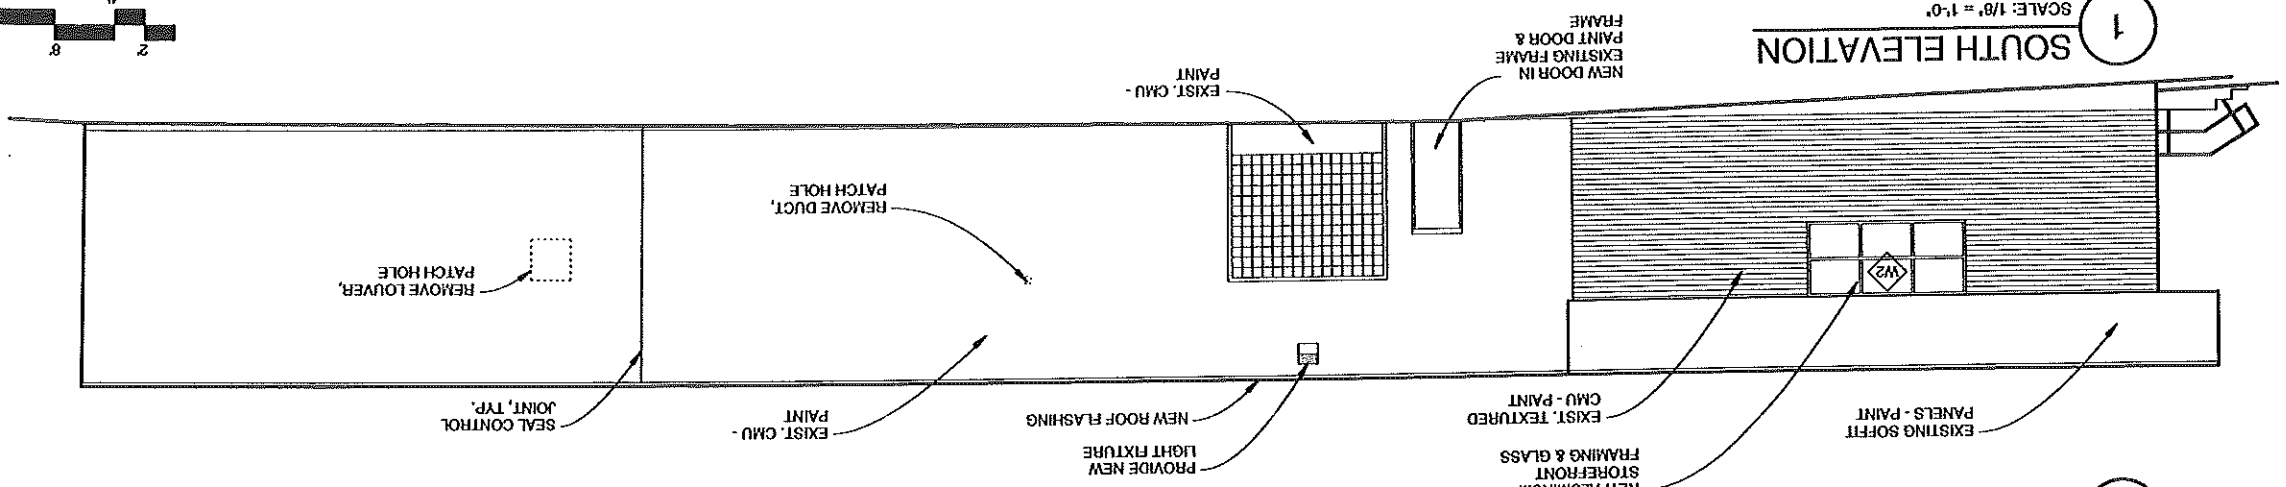 STOREFRONT
FRAMING & GLASS
EXISTING SOFFIT
PANELS - PAINT
EXIST. TEXTURED
CMU - PAINT
PROVIDE NEW
LIGHT FIXTURE
NEW ROOF FLASHING
EXIST. CMU -
PAINT
SEAL CONTROL
JOINT, TYP.
W2
REMOVE LOUVER,
PATCH HOLE
REMOVE DUCT,
PATCH HOLE
EXIST. CMU -
PAINT
NEW DOOR IN
EXISTING FRAME
PAINT DOOR &
FRAME
1
SOUTH ELEVATION
SCALE: 1/8" = 1'-0"
2'
8'